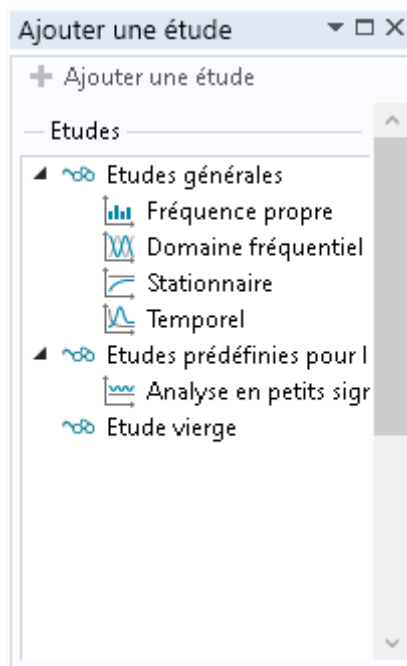 Ajouter une étude
Ajouter une étude
Etudes
Etudes générales
Fréquence propre
Domaine fréquentiel
Stationnaire
Temporel
Etudes prédéfinies pour l
Analyse en petits sigr
Etude vierge